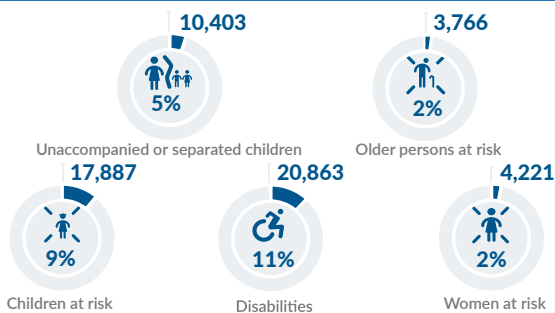 10,403
5%
Unaccompanied or separated children
3,766
2%
Older persons at risk
17,887
9%
Children at risk
20,863
11%
Disabilities
4,221
2%
Women at risk